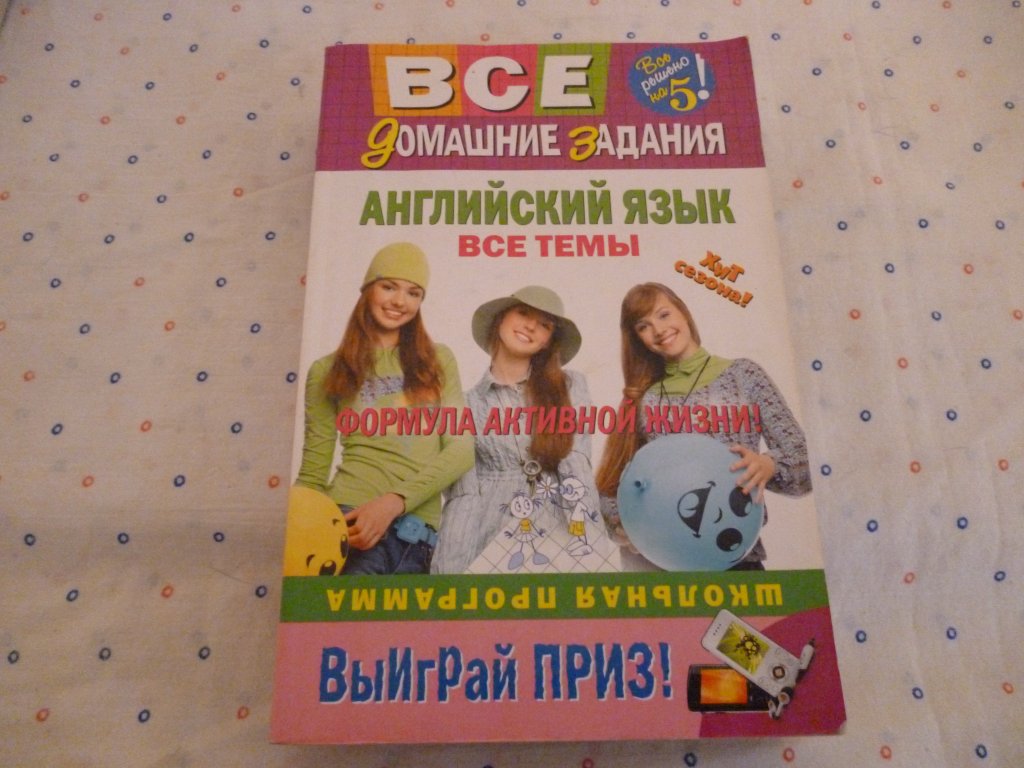 ВСЕ
Все
решено
на 5!
домашние задания
АНГЛИЙСКИЙ ЯЗЫК
ВСЕ ТЕМЫ
Хит
сезона!
ФОРМУЛА АКТИВНОЙ ЖИЗНИ!
ШКОЛЬНАЯ ПРОГРАММА
ВыИгРай ПРИЗ!